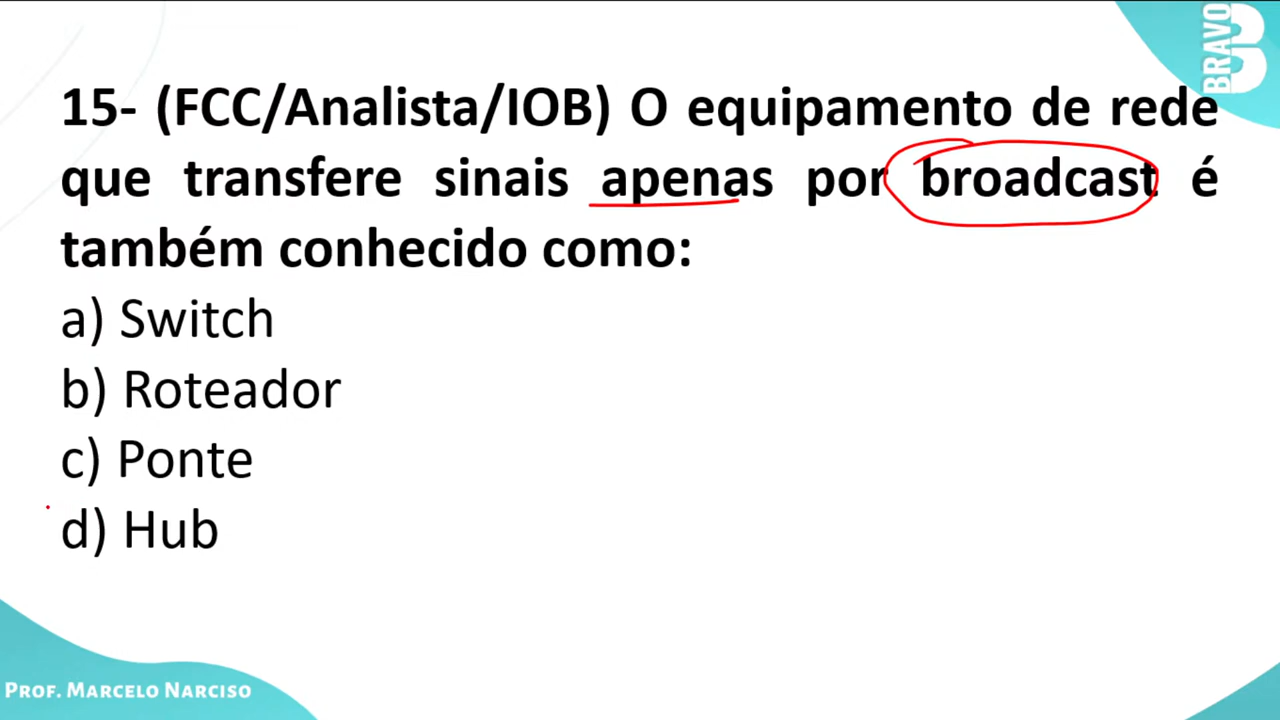 BRAVO
15- (FCC/Analista/IOB) O equipamento de rede
que transfere sinais apenas por broadcast é
também conhecido como:
a) Switch
b) Roteador
c) Ponte
d) Hub
PROF. MARCELO NARCISO